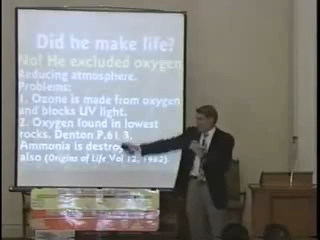 Did he make life?
No! He excluded oxygen
Reducing atmosphere.
Problems:
1. Ozone is made from oxygen
and blocks UV light.
2. Oxygen found in lowest
rocks. Denton P.61 3.
Ammonia is destro
also (Origins of Life Vol 12, 1982).